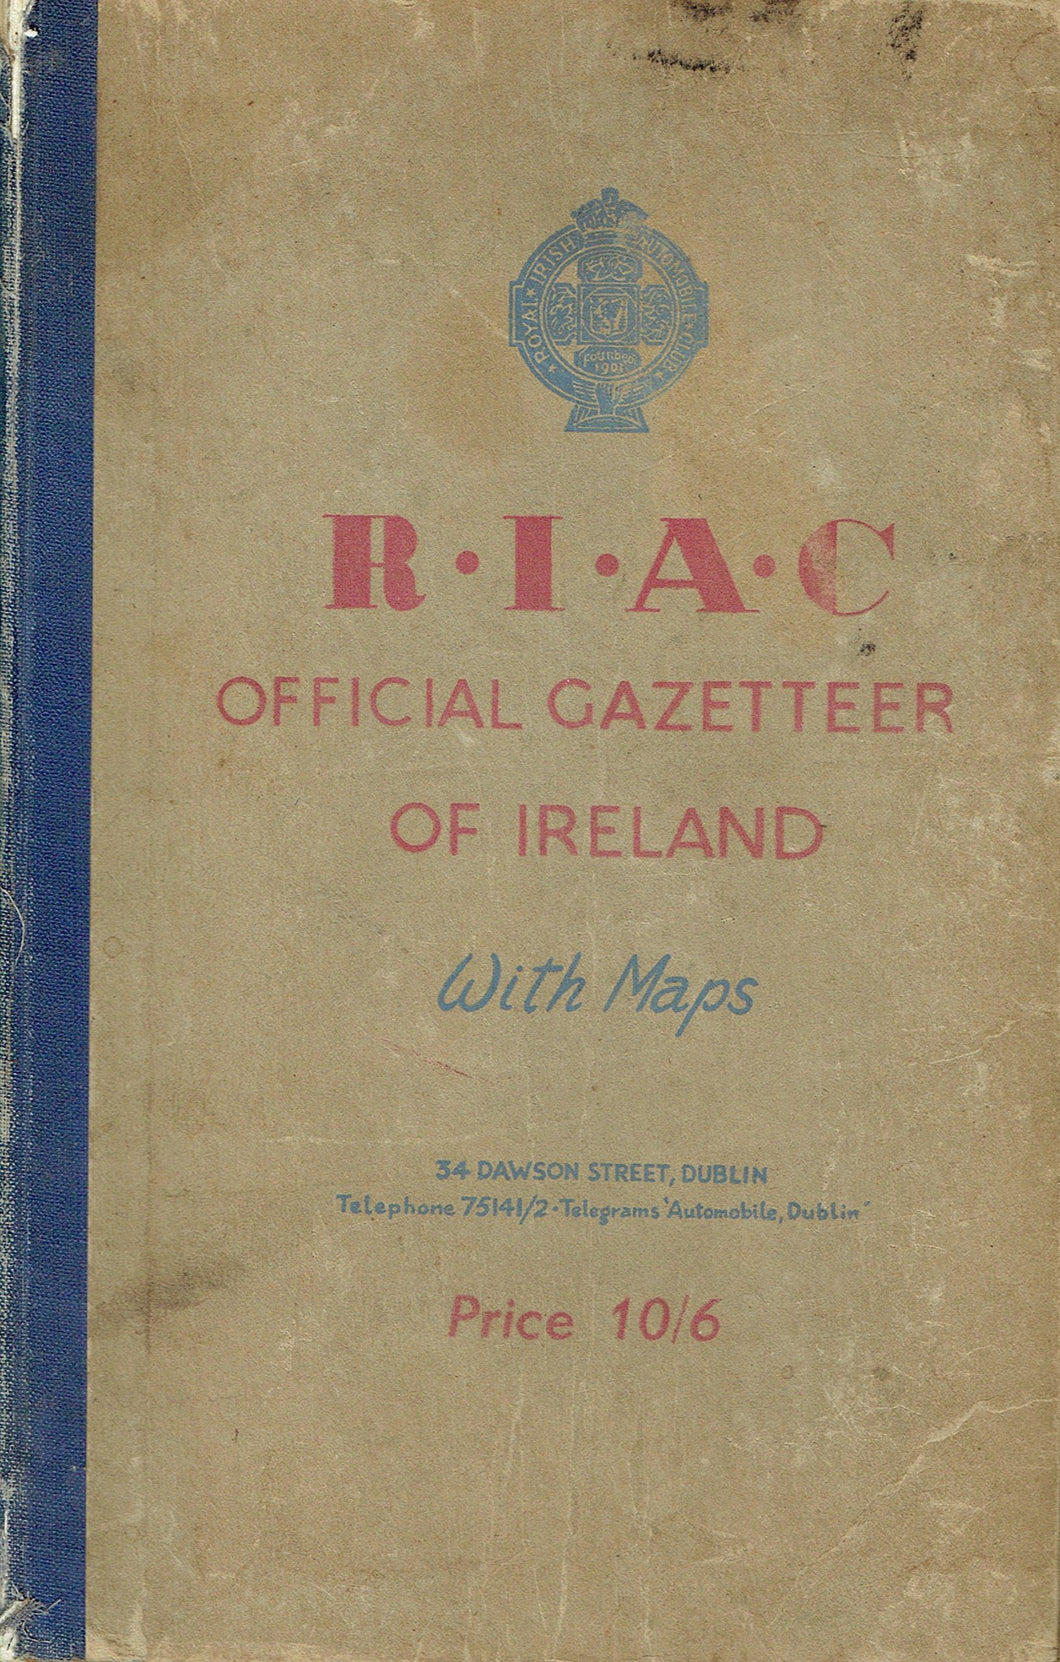 ROYAL ★ IRISH AUTOMOBILE ★ CLUB ★
Founded
1901
R·I·A·C
OFFICIAL GAZETTEER
OF IRELAND
With Maps
34 DAWSON STREET, DUBLIN
Telephone 75141/2·Telegrams 'Automobile, Dublin'
Price 10/6